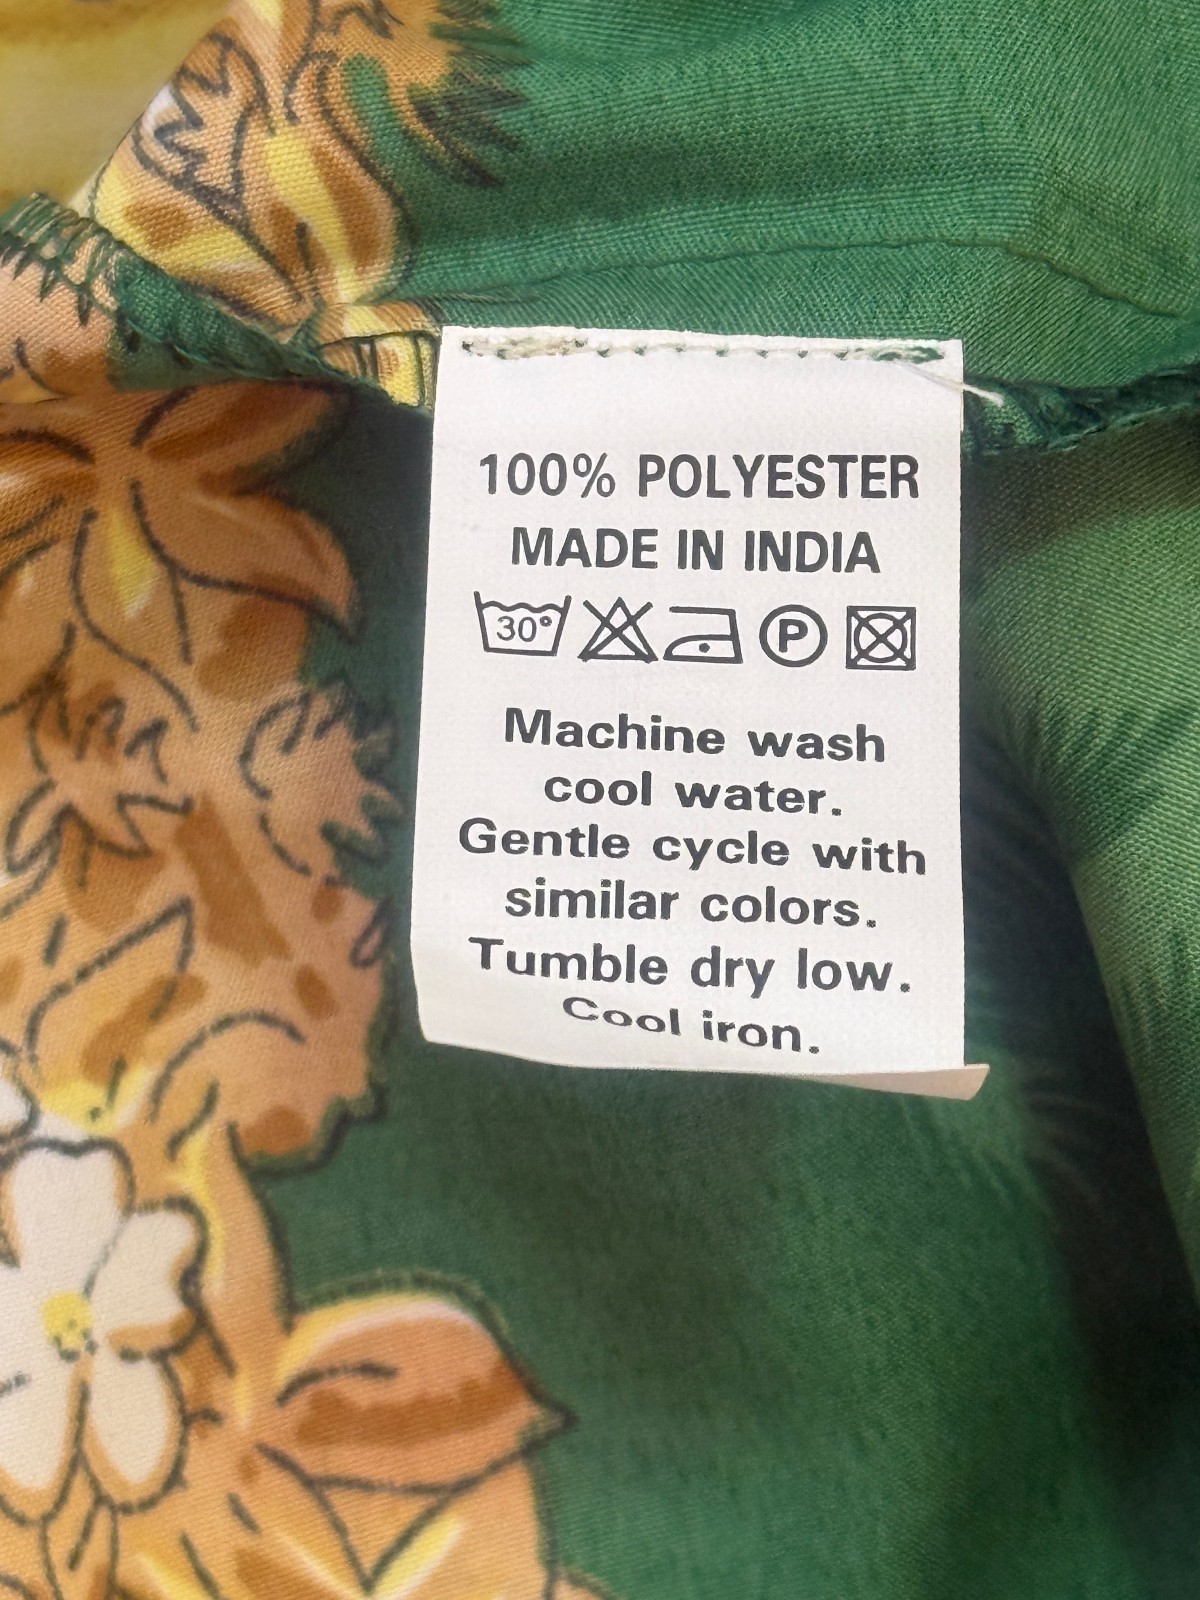 100% POLYESTER
MADE IN INDIA
30°
P
Machine wash
cool water.
Gentle cycle with
similar colors.
Tumble dry low.
Cool iron.